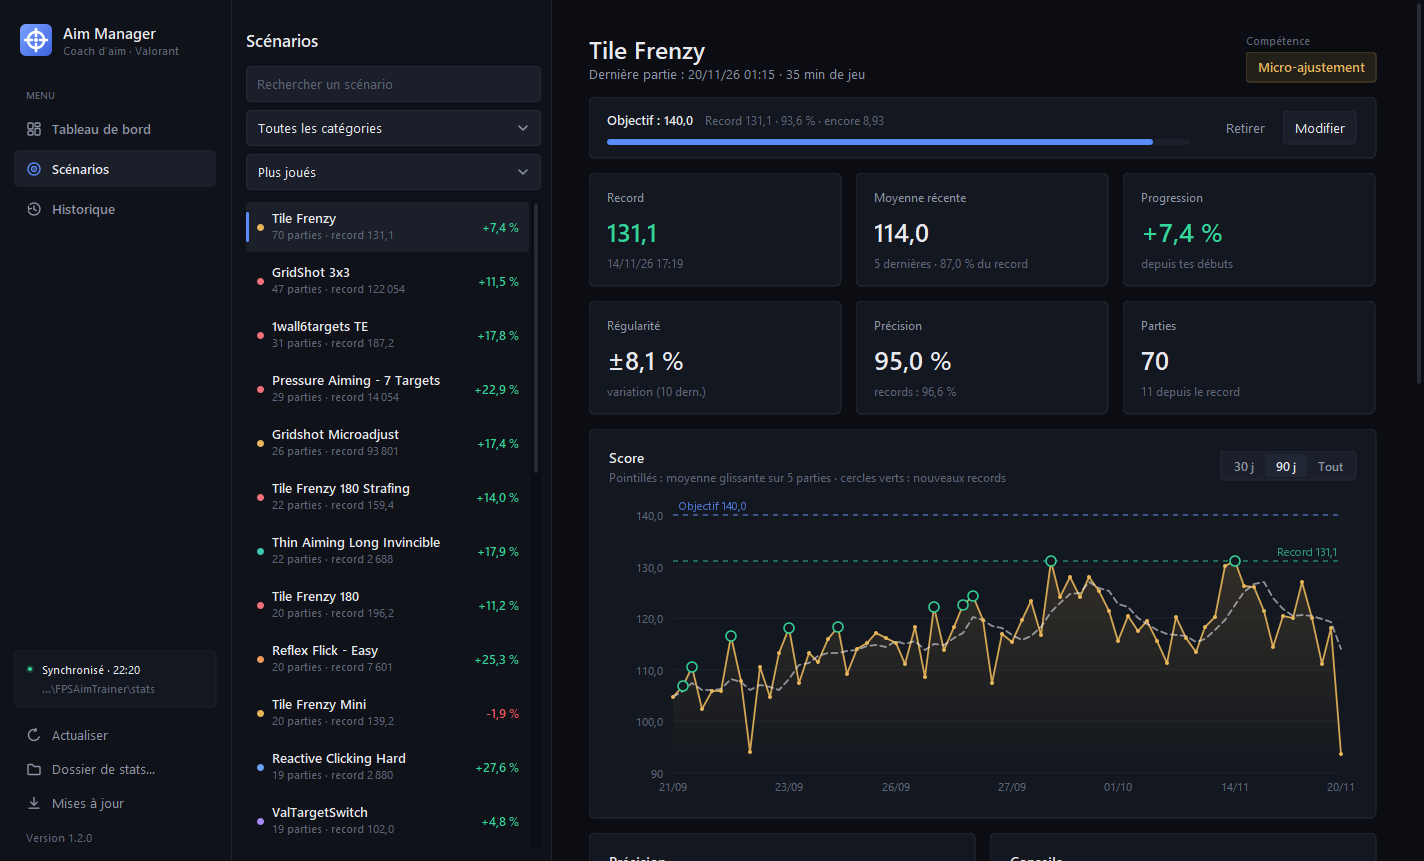 Aim Manager
Coach d'aim · Valorant
MENU
Tableau de bord
Scénarios
Historique
Synchronisé · 22:20
...\FPSAimTrainer\stats
Actualiser
Dossier de stats...
Mises à jour
Version 1.2.0
Scénarios
Rechercher un scénario
Toutes les catégories
Plus joués
Tile Frenzy
70 parties · record 131,1
+7,4 %
GridShot 3x3
47 parties · record 122 054
+11,5 %
1wall6targets TE
31 parties · record 187,2
+17,8 %
Pressure Aiming - 7 Targets
29 parties · record 14 054
+22,9 %
Gridshot Microadjust
26 parties · record 93 801
+17,4 %
Tile Frenzy 180 Strafing
22 parties · record 159,4
+14,0 %
Thin Aiming Long Invincible
22 parties · record 2 688
+17,9 %
Tile Frenzy 180
20 parties · record 196,2
+11,2 %
Reflex Flick - Easy
20 parties · record 7 601
+25,3 %
Tile Frenzy Mini
20 parties · record 139,2
-1,9 %
Reactive Clicking Hard
19 parties · record 2 880
+27,6 %
ValTargetSwitch
19 parties · record 102,0
+4,8 %
Tile Frenzy
Dernière partie : 20/11/26 01:15 · 35 min de jeu
Compétence
Micro-ajustement
Objectif : 140,0 Record 131,1 · 93,6 % · encore 8,93
Retirer
Modifier
Record
131,1
14/11/26 17:19
Moyenne récente
114,0
5 dernières · 87,0 % du record
Progression
+7,4 %
depuis tes débuts
Régularité
±8,1 %
variation (10 dern.)
Précision
95,0 %
records : 96,6 %
Parties
70
11 depuis le record
Score
Pointillés : moyenne glissante sur 5 parties · cercles verts : nouveaux records
30 j
90 j
Tout
Objectif 140,0
Record 131,1
140,0
130,0
120,0
110,0
100,0
90
21/09
23/09
26/09
27/09
01/10
14/11
20/11
Précision
Conseils